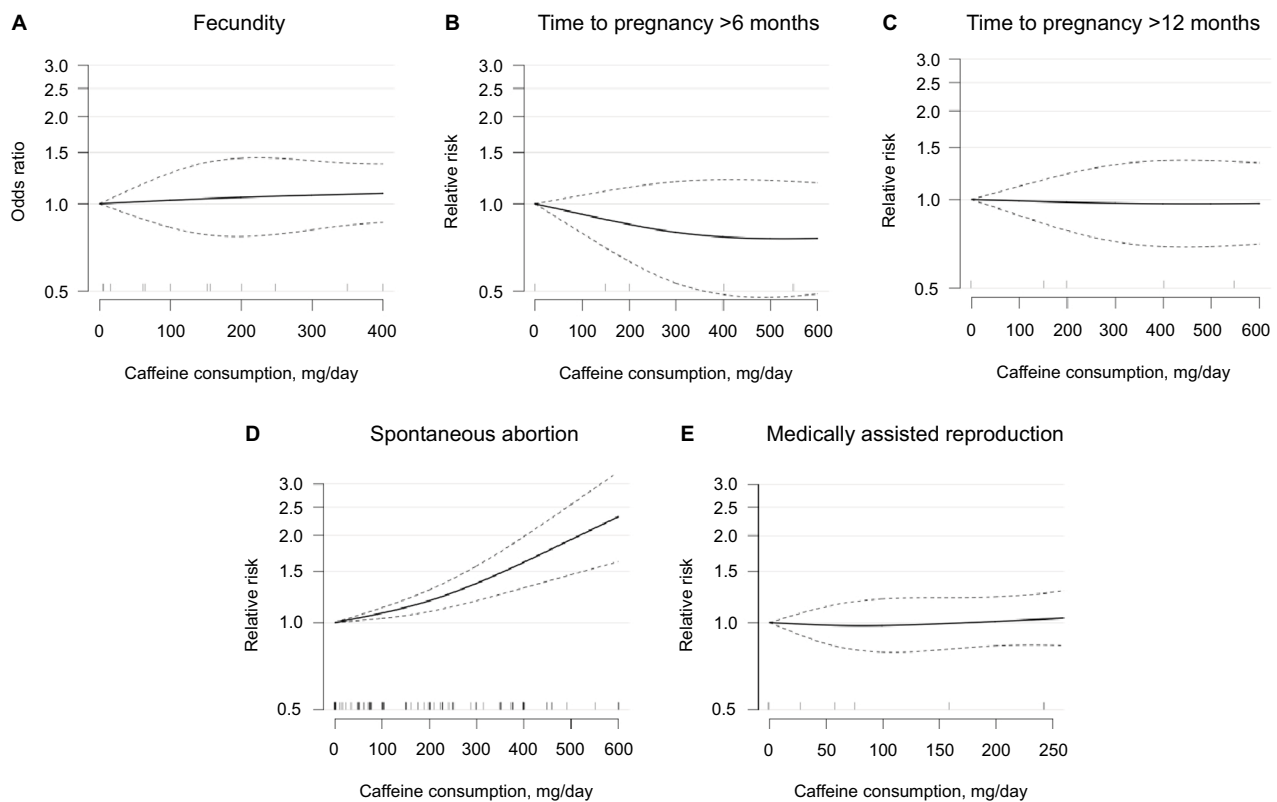 A Fecundity
3.0
2.5
2.0
1.5
1.0
0.5
Odds ratio
0 100 200 300 400
Caffeine consumption, mg/day
B Time to pregnancy >6 months
3.0
2.5
2.0
1.5
1.0
0.5
Relative risk
0 100 200 300 400 500 600
Caffeine consumption, mg/day
C Time to pregnancy >12 months
3.0
2.5
2.0
1.5
1.0
0.5
Relative risk
0 100 200 300 400 500 600
Caffeine consumption, mg/day
D Spontaneous abortion
3.0
2.5
2.0
1.5
1.0
0.5
Relative risk
0 100 200 300 400 500 600
Caffeine consumption, mg/day
E Medically assisted reproduction
3.0
2.5
2.0
1.5
1.0
0.5
Relative risk
0 50 100 150 200 250
Caffeine consumption, mg/day